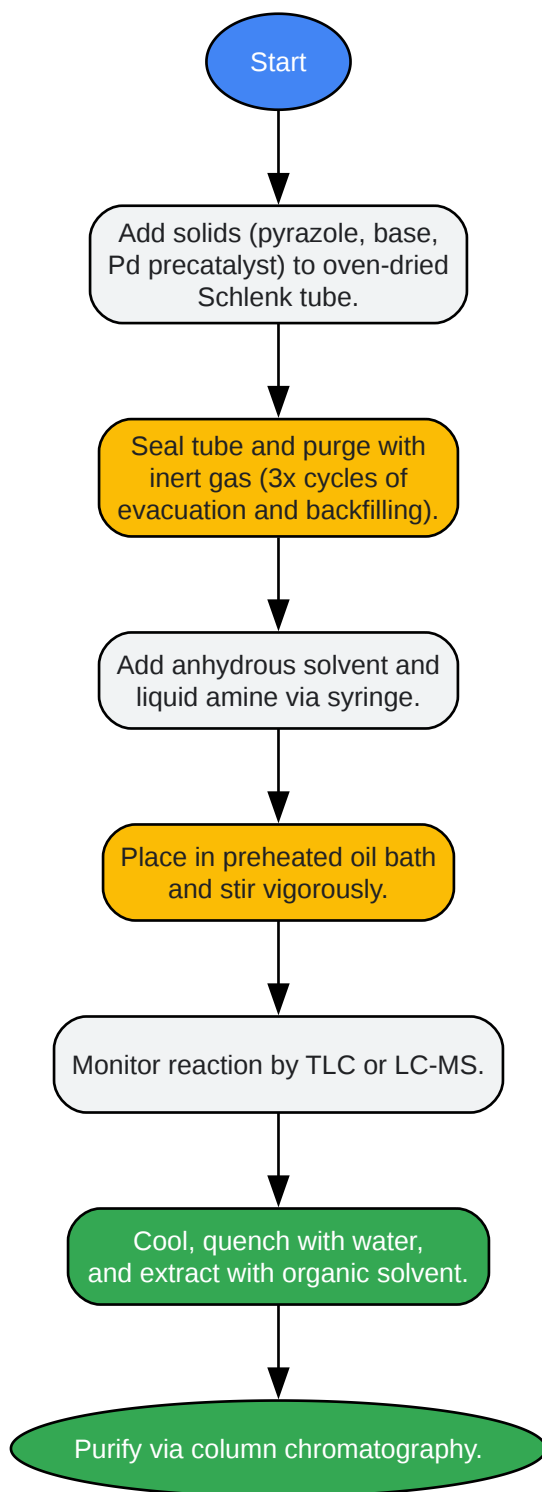 Start
Add solids (pyrazole, base,
Pd precatalyst) to oven-dried
Schlenk tube.
Seal tube and purge with
inert gas (3x cycles of
evacuation and backfilling).
Add anhydrous solvent and
liquid amine via syringe.
Place in preheated oil bath
and stir vigorously.
Monitor reaction by TLC or LC-MS.
Cool, quench with water,
and extract with organic solvent.
Purify via column chromatography.